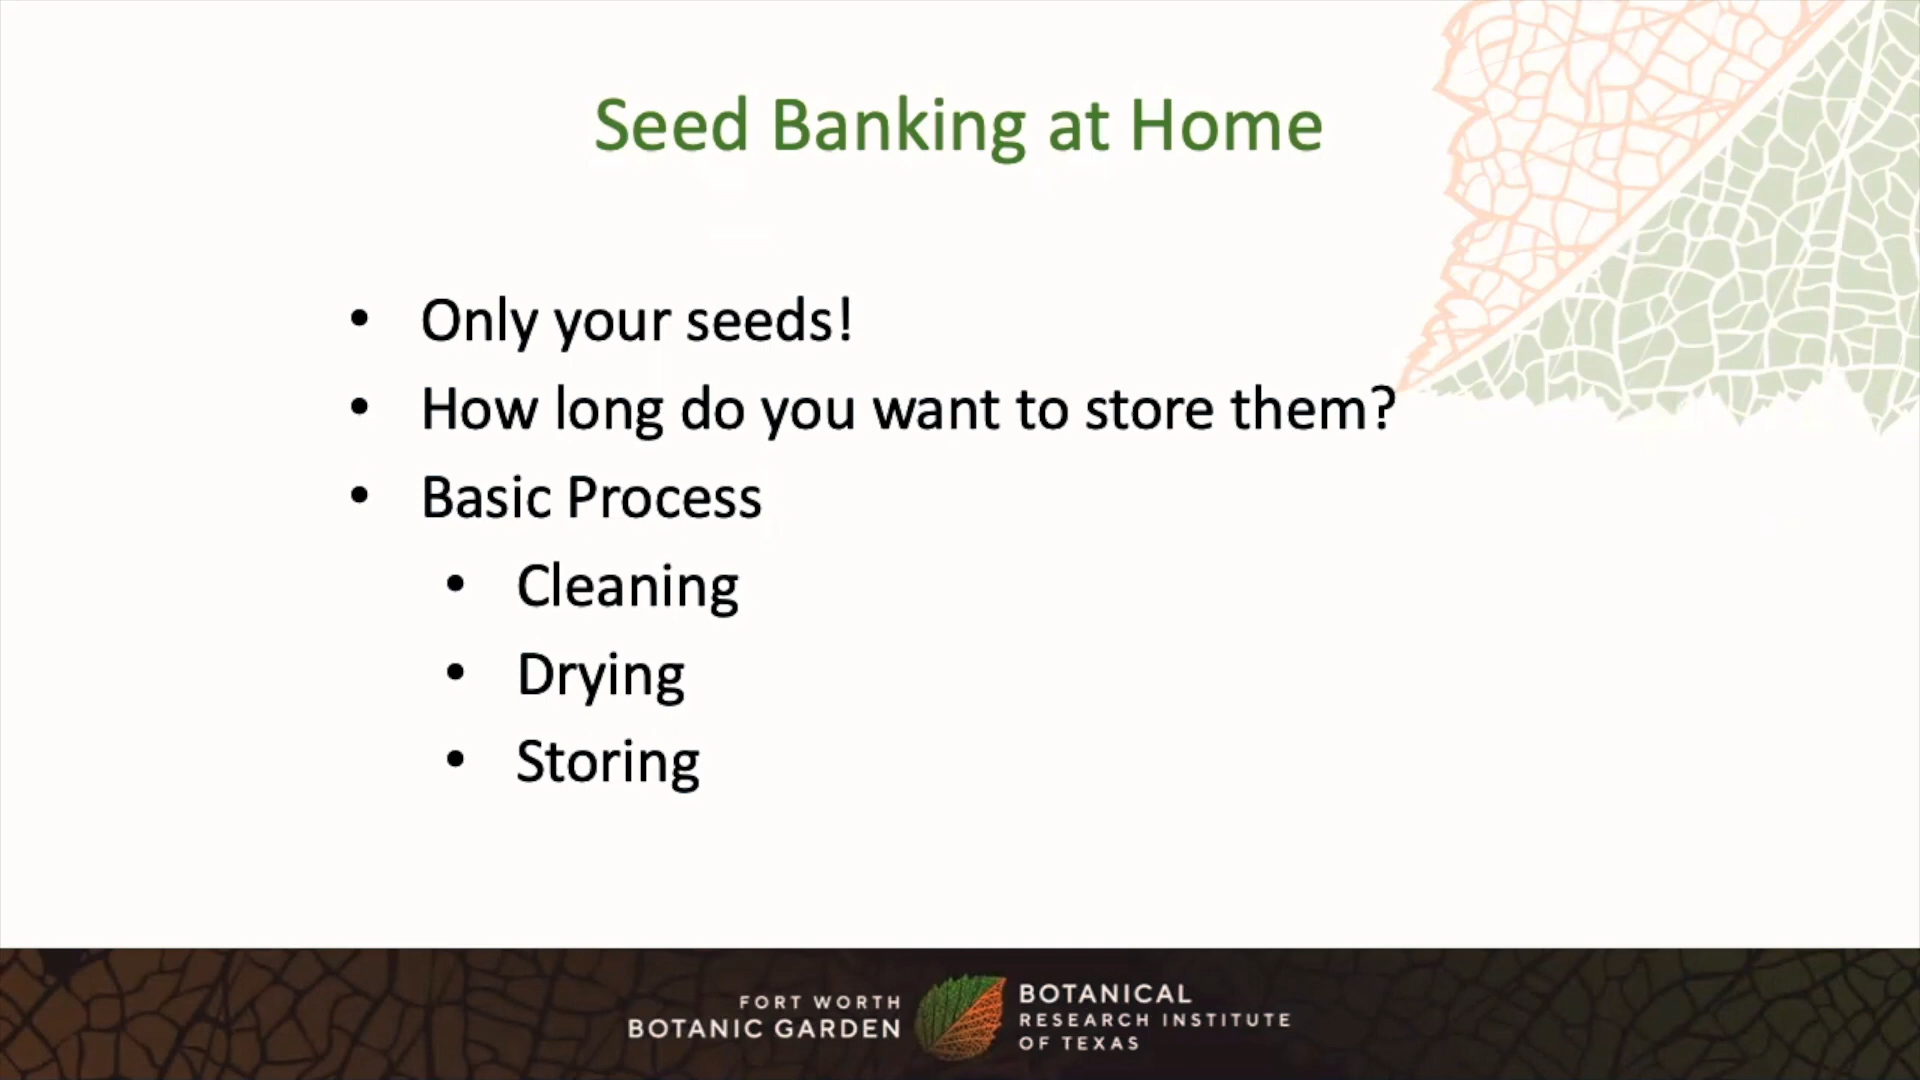 Seed Banking at Home
• Only your seeds!
• How long do you want to store them?
• Basic Process
• Cleaning
• Drying
• Storing
FORT WORTH
BOTANIC GARDEN
BOTANICAL
RESEARCH INSTITUTE
OF TEXAS